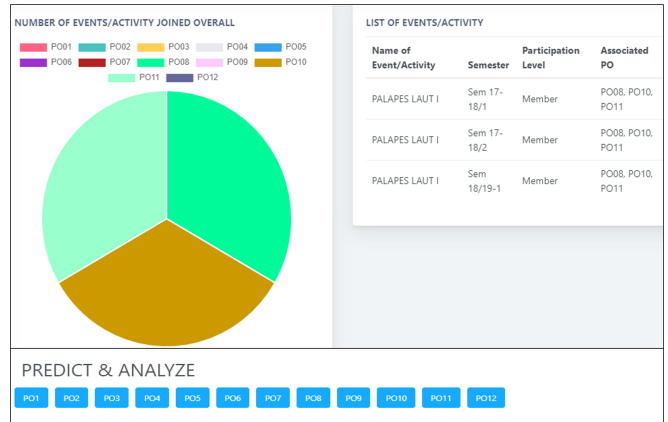 NUMBER OF EVENTS/ACTIVITY JOINED OVERALL
PO01 PO02 PO03 PO04 PO05
PO06 PO07 PO08 PO09 PO10
PO11 PO12
LIST OF EVENTS/ACTIVITY
Name of Event/Activity Semester Participation Level Associated PO
PALAPES LAUT I Sem 17-18/1 Member PO08, PO10, PO11
PALAPES LAUT I Sem 17-18/2 Member PO08, PO10, PO11
PALAPES LAUT I Sem 18/19-1 Member PO08, PO10, PO11
PREDICT & ANALYZE
PO1 PO2 PO3 PO4 PO5 PO6 PO7 PO8 PO9 PO10 PO11 PO12